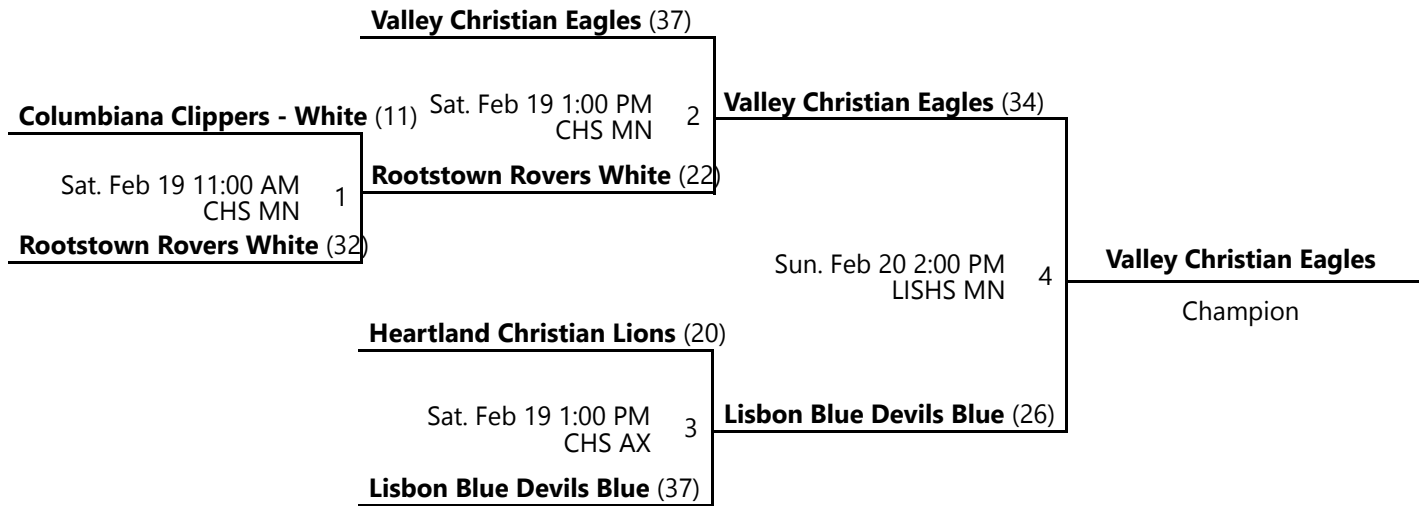 Valley Christian Eagles (37)
Columbiana Clippers - White (11)
Sat. Feb 19 1:00 PM
CHS MN
2
Valley Christian Eagles (34)
Sat. Feb 19 11:00 AM
CHS MN
1
Rootstown Rovers White (22)
Rootstown Rovers White (32)
Sun. Feb 20 2:00 PM
LISHS MN
4
Valley Christian Eagles
Champion
Heartland Christian Lions (20)
Sat. Feb 19 1:00 PM
CHS AX
3
Lisbon Blue Devils Blue (26)
Lisbon Blue Devils Blue (37)